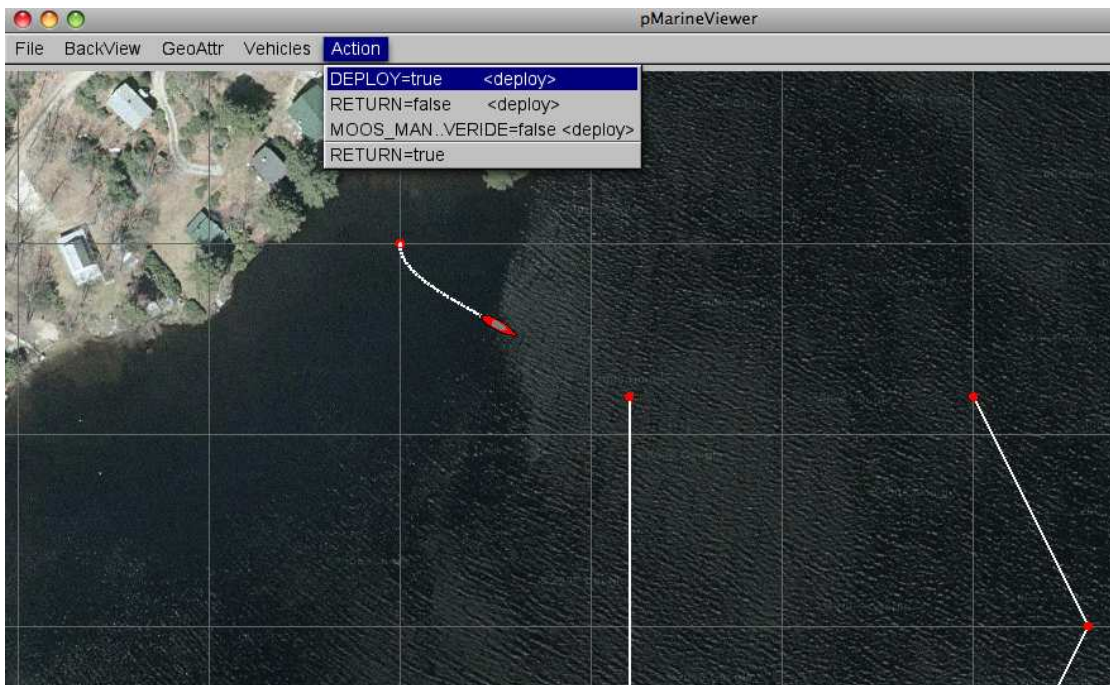 pMarineViewer
File BackView GeoAttr Vehicles Action
DEPLOY=true <deploy>
RETURN=false <deploy>
MOOS_MAN..VERIDE=false <deploy>
RETURN=true